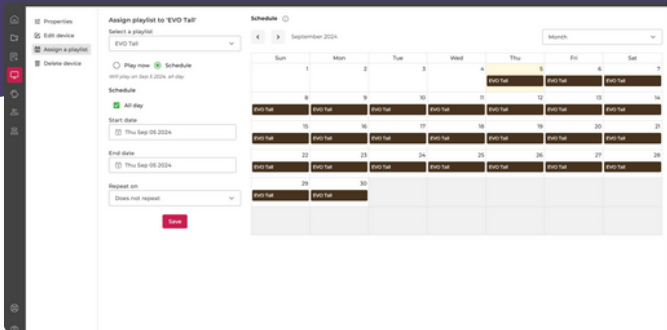 Properties
Edit device
Assign a playlist
Delete device
Assign playlist to 'EVO Tall'
Select a playlist
EVO Tall
Play now
Schedule
Will play on Sep 5 2024, all day.
Schedule
All day
Start date
Thu Sep 05 2024
End date
Thu Sep 05 2024
Repeat on
Does not repeat
Save
Schedule
September 2024
Month
Sun Mon Tue Wed Thu Fri Sat
1 2 3 4 5 6 7
EVO Tall EVO Tall EVO Tall
8 9 10 11 12 13 14
EVO Tall EVO Tall EVO Tall EVO Tall EVO Tall EVO Tall EVO Tall
15 16 17 18 19 20 21
EVO Tall EVO Tall EVO Tall EVO Tall EVO Tall EVO Tall EVO Tall
22 23 24 25 26 27 28
EVO Tall EVO Tall EVO Tall EVO Tall EVO Tall EVO Tall EVO Tall
29 30
EVO Tall EVO Tall